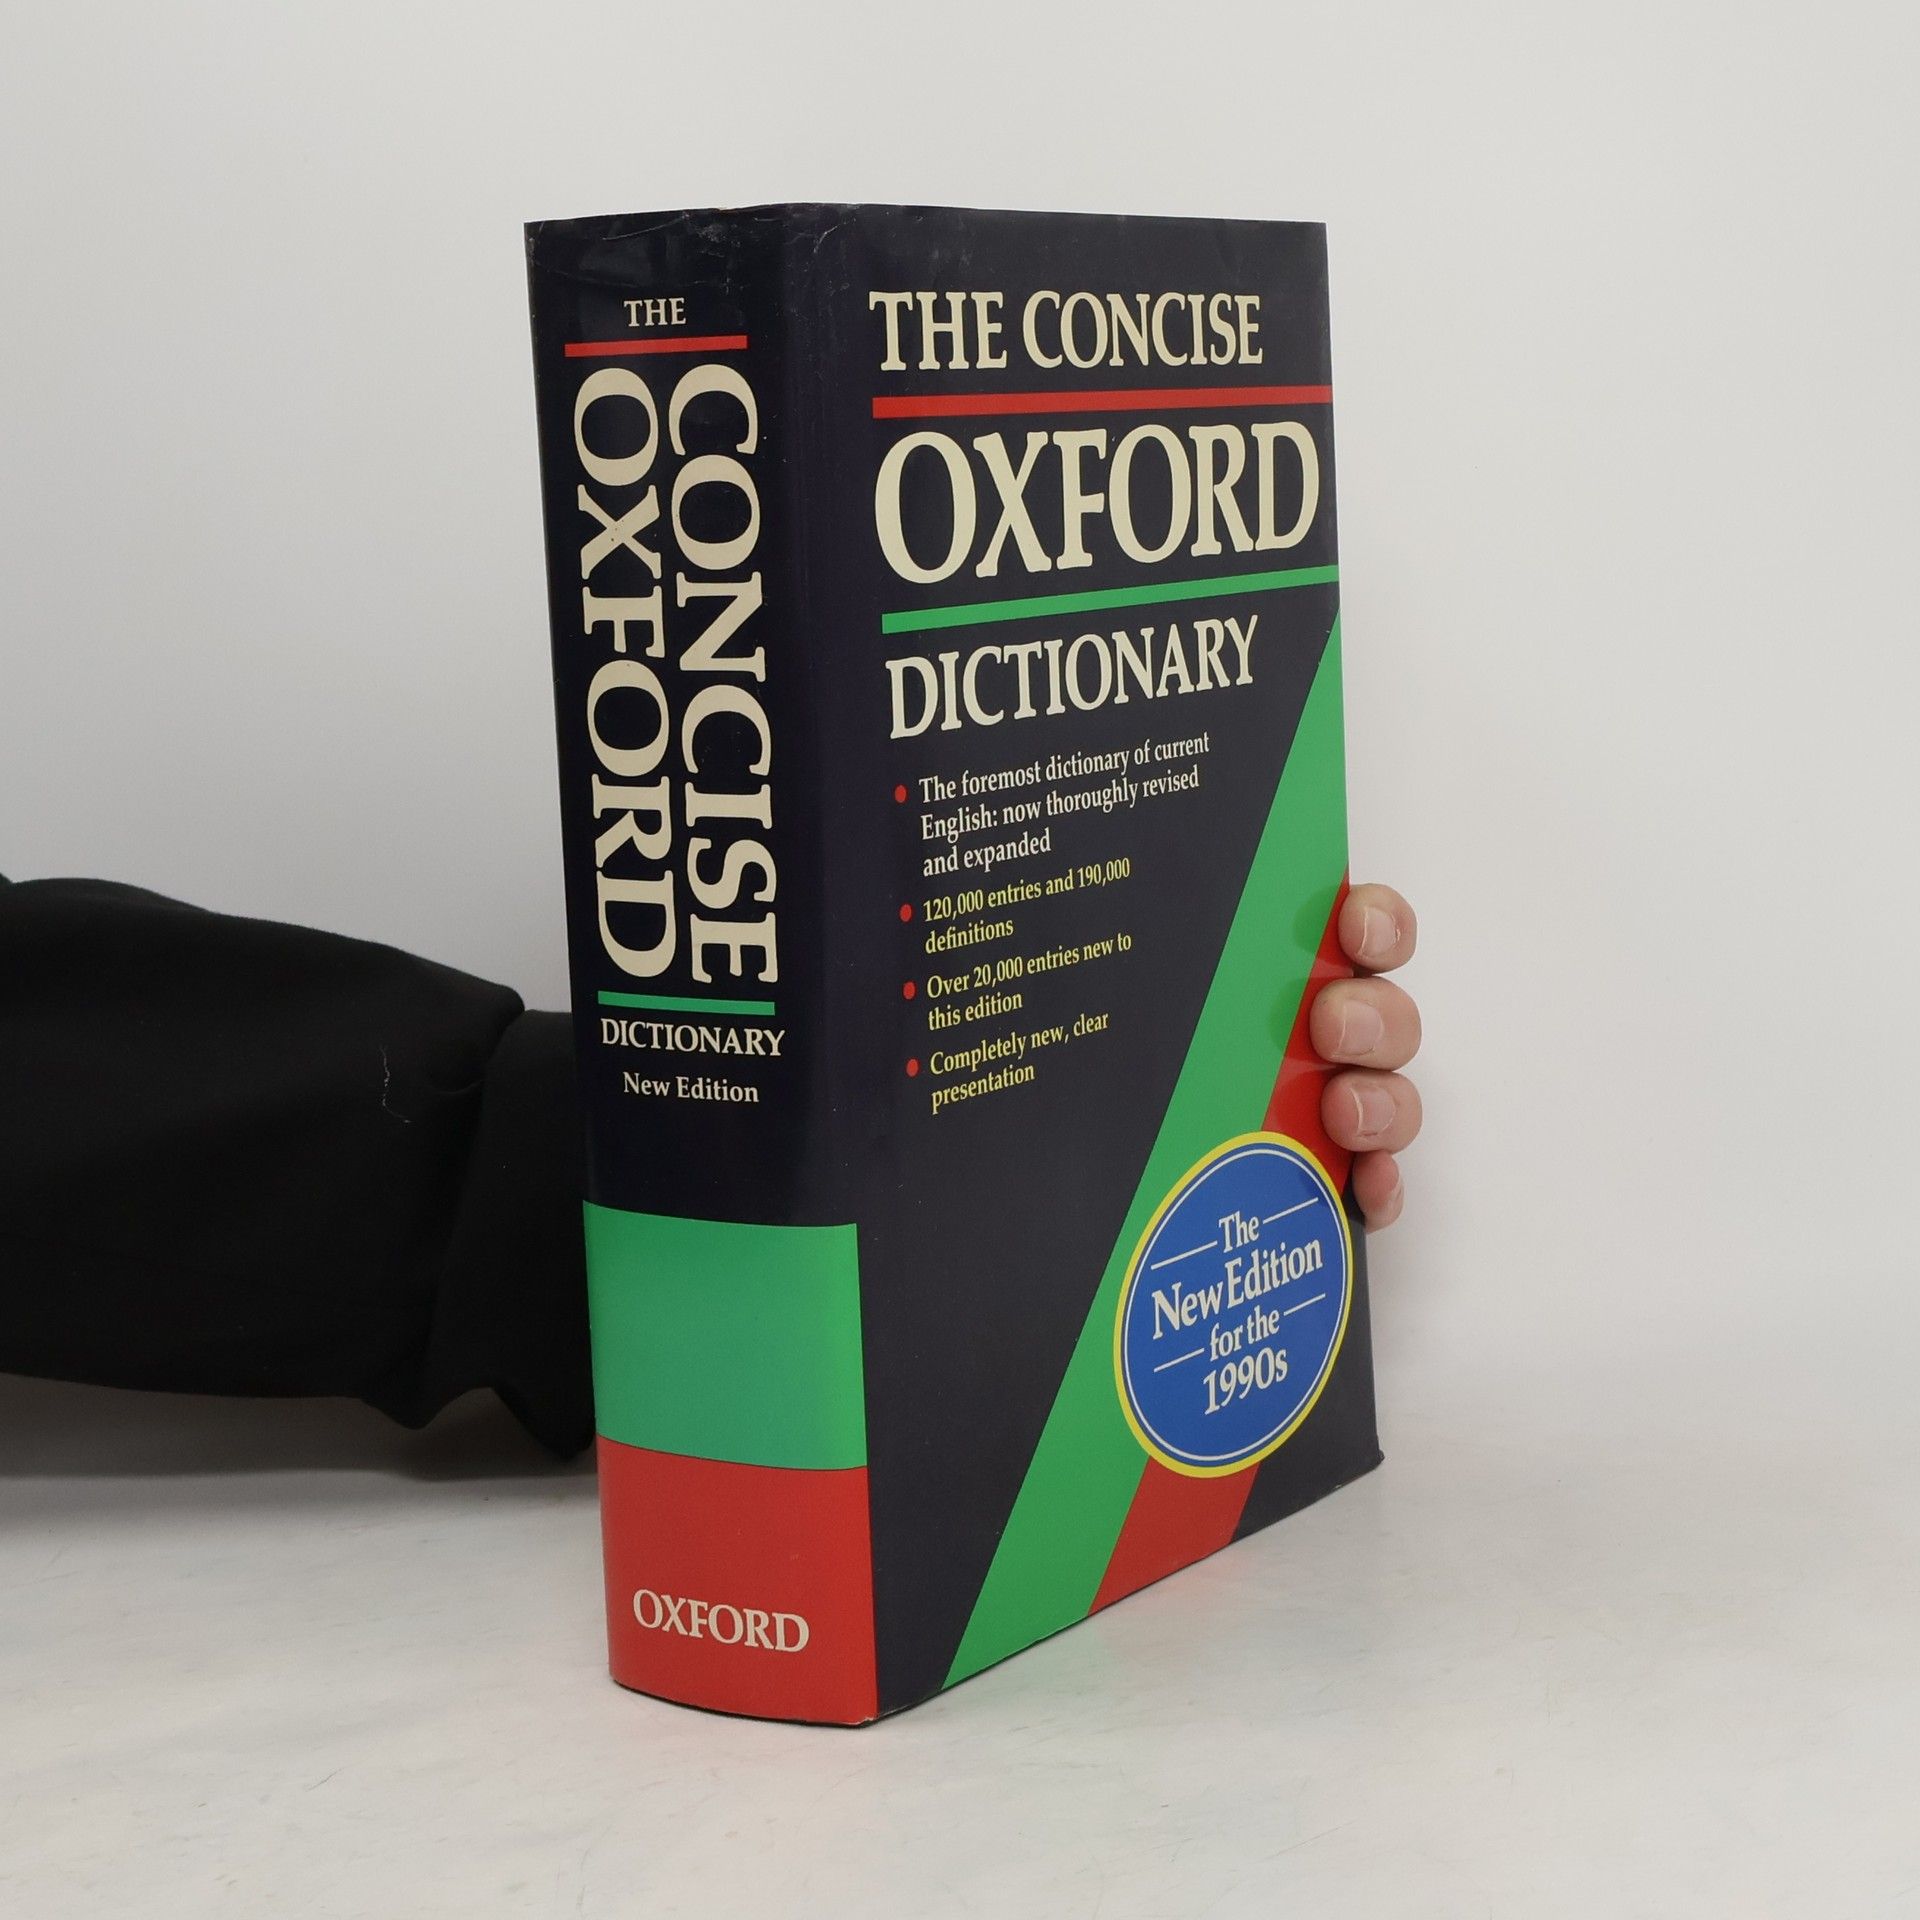 THE
CONCISE
OXFORD
DICTIONARY
New Edition
OXFORD
THE CONCISE
OXFORD
DICTIONARY
• The foremost dictionary of current
English: now thoroughly revised
and expanded
• 120,000 entries and 190,000
definitions
• Over 20,000 entries new to
this edition
• Completely new, clear
presentation
The
New Edition
for the
1990s